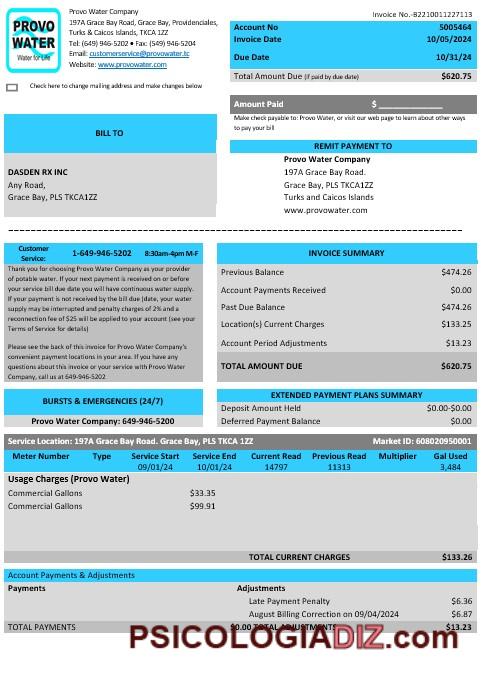 PROVO
WATER
Water for Life
Provo Water Company
197A Grace Bay Road, Grace Bay, Providenciales,
Turks & Caicos Islands, TKCA 1ZZ
Tel: (649) 946-5202 • Fax: (549) 946-5204
Email: customerservice@provowater.tc
Website: www.provowater.com
Check here to change mailing address and make changes below
Invoice No.-B2210011227113
Account No 5005464
Invoice Date 10/05/2024
Due Date 10/31/24
Total Amount Due (if paid by due date) $620.75
Amount Paid $ ____________
Make check payable to: Provo Water, or visit our web page to learn about other ways
to pay your bill
BILL TO
DASDEN RX INC
Any Road,
Grace Bay, PLS TKCA1ZZ
REMIT PAYMENT TO
Provo Water Company
197A Grace Bay Road.
Grace Bay, PLS TKCA1ZZ
Turks and Caicos Islands
www.provowater.com
Customer
Service: 1-649-946-5202 8:30am-4pm M-F
Thank you for choosing Provo Water Company as your provider
of potable water. If your next payment is received on or before
your service bill due date you will have continuous water supply.
If your payment is not received by the bill due (date, your water
supply may be interrupted and penalty charges of 2% and a
reconnection fee of $25 will be applied to your account (see your
Terms of Service for details)
Please see the back of this invoice for Provo Water Company's
convenient payment locations in your area. If you have any
questions about this invoice or your service with Provo Water
Company, call us at 649-946-5202
INVOICE SUMMARY
Previous Balance $474.26
Account Payments Received $0.00
Past Due Balance $474.26
Location(s) Current Charges $133.25
Account Period Adjustments $13.23
TOTAL AMOUNT DUE $620.75
BURSTS & EMERGENCIES (24/7)
Provo Water Company: 649-946-5200
EXTENDED PAYMENT PLANS SUMMARY
Deposit Amount Held $0.00-$0.00
Deferred Payment Balance $0.00
Service Location: 197A Grace Bay Road. Grace Bay, PLS TKCA 1ZZ Market ID: 608020950001
Meter Number Type Service Start Service End Current Read Previous Read Multiplier Gal Used
09/01/24 10/01/24 14797 11313 3,484
Usage Charges (Provo Water)
Commercial Gallons $33.35
Commercial Gallons $99.91
TOTAL CURRENT CHARGES $133.26
Account Payments & Adjustments
Payments Adjustments
Late Payment Penalty $6.36
August Billing Correction on 09/04/2024 $6.87
TOTAL PAYMENTS $0.00 TOTAL ADJUSTMENTS $13.23
PSICOLOGIADIZ.com